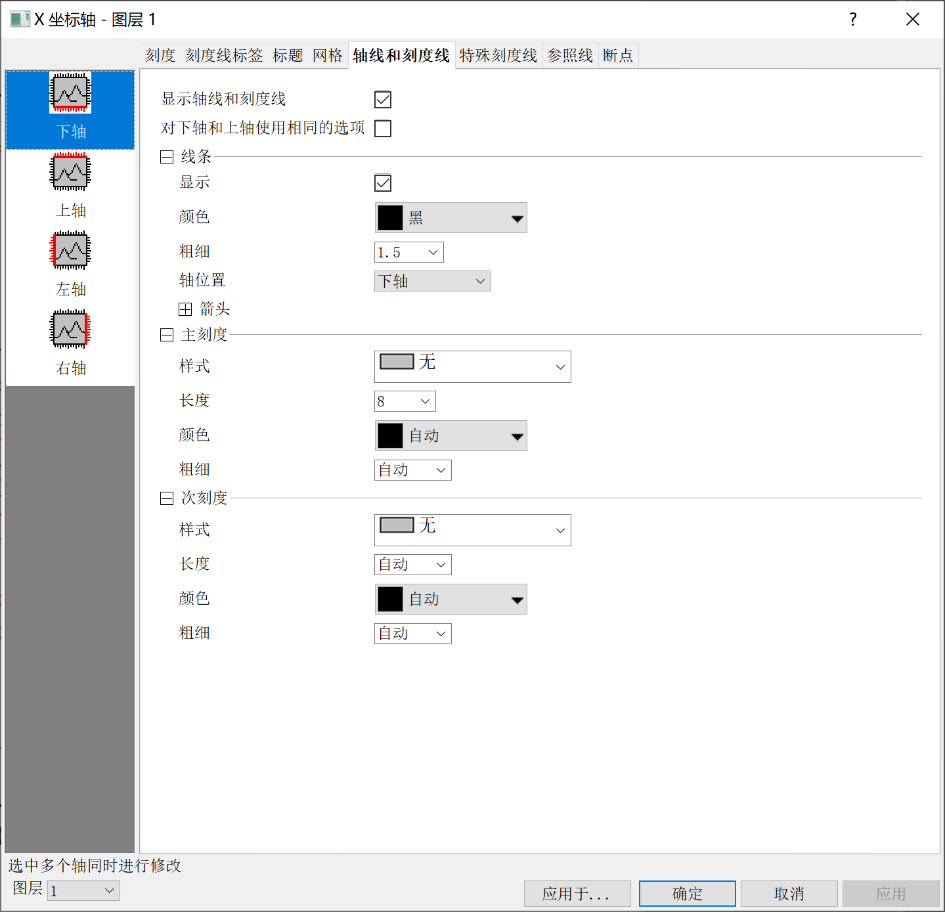 X 坐标轴 - 图层 1
?
刻度 刻度线标签 标题 网格 轴线和刻度线 特殊刻度线 参照线 断点
下轴
上轴
左轴
右轴
显示轴线和刻度线
对下轴和上轴使用相同的选项
线条
显示
颜色 黑
粗细 1.5
轴位置 下轴
箭头
主刻度
样式 无
长度 8
颜色 自动
粗细 自动
次刻度
样式 无
长度 自动
颜色 自动
粗细 自动
选中多个轴同时进行修改
图层 1
应用于... 确定 取消 应用